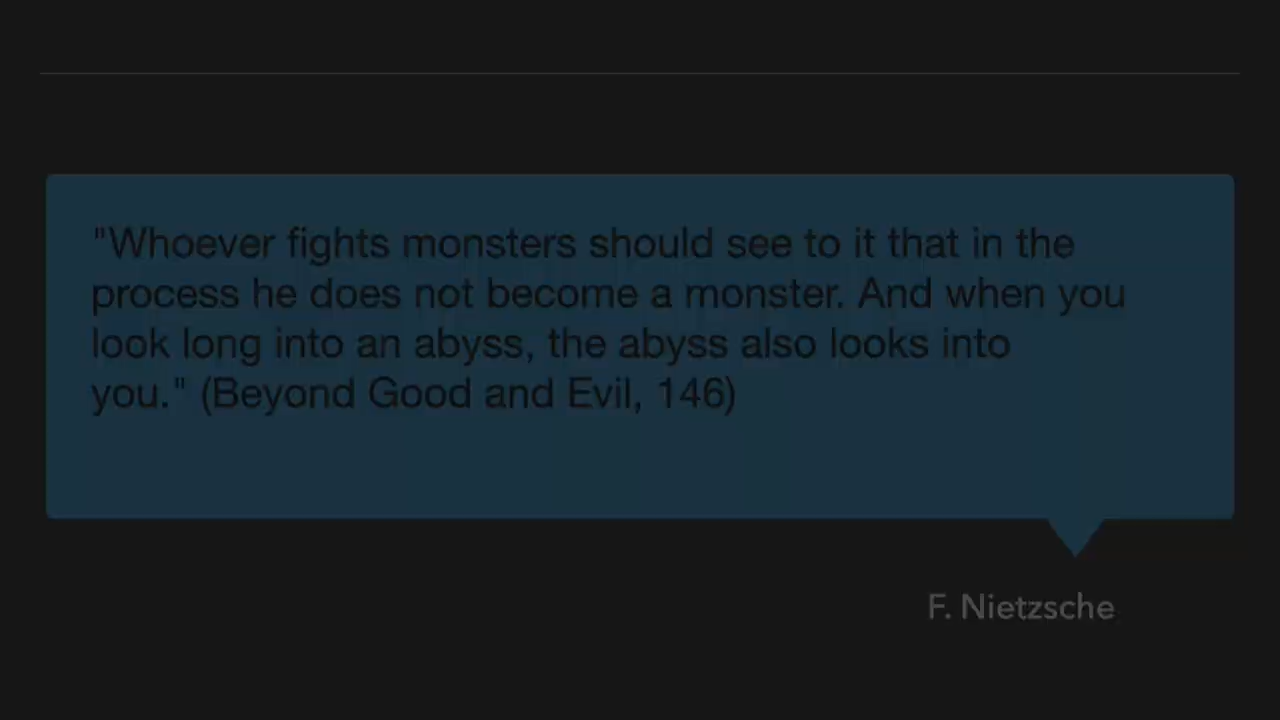 "Whoever fights monsters should see to it that in the
process he does not become a monster. And when you
look long into an abyss, the abyss also looks into
you." (Beyond Good and Evil, 146)
F. Nietzsche